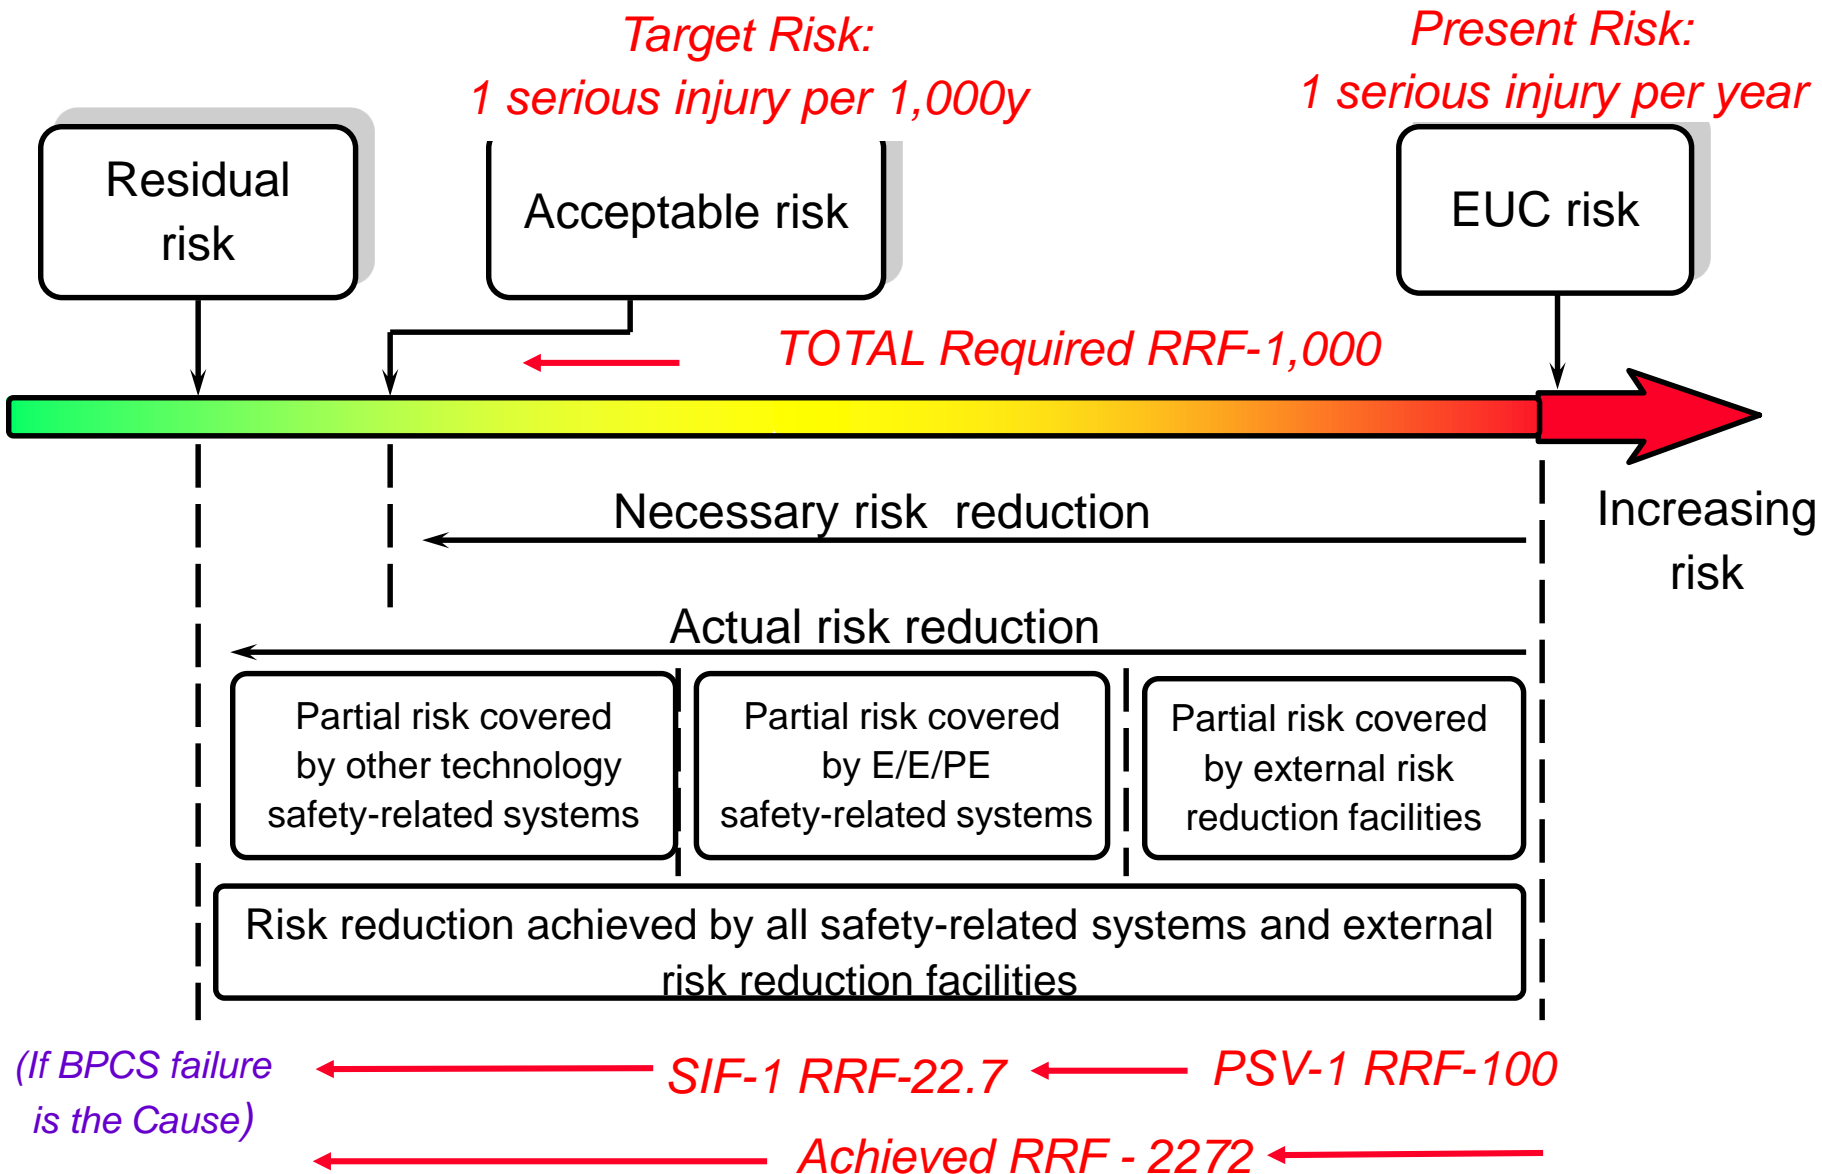 Target Risk:
1 serious injury per 1,000y
Present Risk:
1 serious injury per year
Residual
risk
Acceptable risk
EUC risk
TOTAL Required RRF-1,000
Necessary risk  reduction
Increasing
risk
Actual risk reduction
Partial risk covered
by other technology
safety-related systems
Partial risk covered
by E/E/PE
safety-related systems
Partial risk covered
by external risk
reduction facilities
Risk reduction achieved by all safety-related systems and external
risk reduction facilities
(If BPCS failure
is the Cause)
SIF-1 RRF-22.7
PSV-1 RRF-100
Achieved RRF - 2272